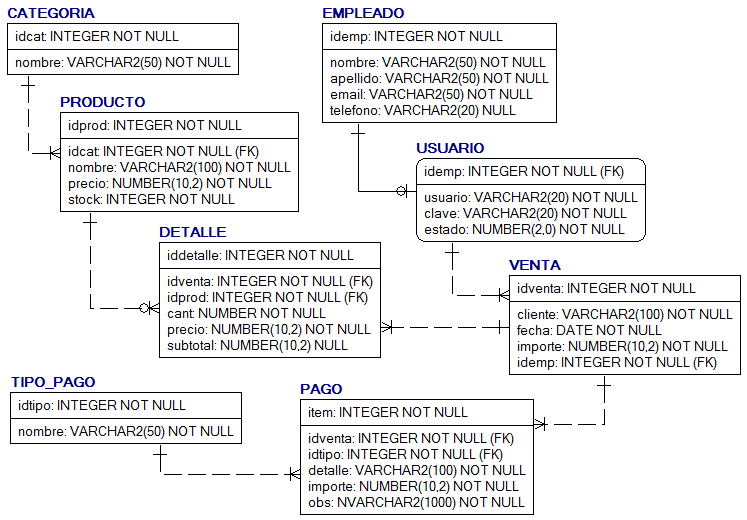 CATEGORIA
idcat: INTEGER NOT NULL
nombre: VARCHAR2(50) NOT NULL
EMPLEADO
idemp: INTEGER NOT NULL
nombre: VARCHAR2(50) NOT NULL
apellido: VARCHAR2(50) NOT NULL
email: VARCHAR2(50) NOT NULL
telefono: VARCHAR2(20) NULL
PRODUCTO
idprod: INTEGER NOT NULL
idcat: INTEGER NOT NULL (FK)
nombre: VARCHAR2(100) NOT NULL
precio: NUMBER(10,2) NOT NULL
stock: INTEGER NOT NULL
USUARIO
idemp: INTEGER NOT NULL (FK)
usuario: VARCHAR2(20) NOT NULL
clave: VARCHAR2(20) NOT NULL
estado: NUMBER(2,0) NOT NULL
DETALLE
iddetalle: INTEGER NOT NULL
idventa: INTEGER NOT NULL (FK)
idprod: INTEGER NOT NULL (FK)
cant: NUMBER NOT NULL
precio: NUMBER(10,2) NOT NULL
subtotal: NUMBER(10,2) NULL
VENTA
idventa: INTEGER NOT NULL
cliente: VARCHAR2(100) NOT NULL
fecha: DATE NOT NULL
importe: NUMBER(10,2) NOT NULL
idemp: INTEGER NOT NULL (FK)
TIPO_PAGO
idtipo: INTEGER NOT NULL
nombre: VARCHAR2(50) NOT NULL
PAGO
item: INTEGER NOT NULL
idventa: INTEGER NOT NULL (FK)
idtipo: INTEGER NOT NULL (FK)
detalle: VARCHAR2(100) NOT NULL
importe: NUMBER(10,2) NOT NULL
obs: NVARCHAR2(1000) NOT NULL